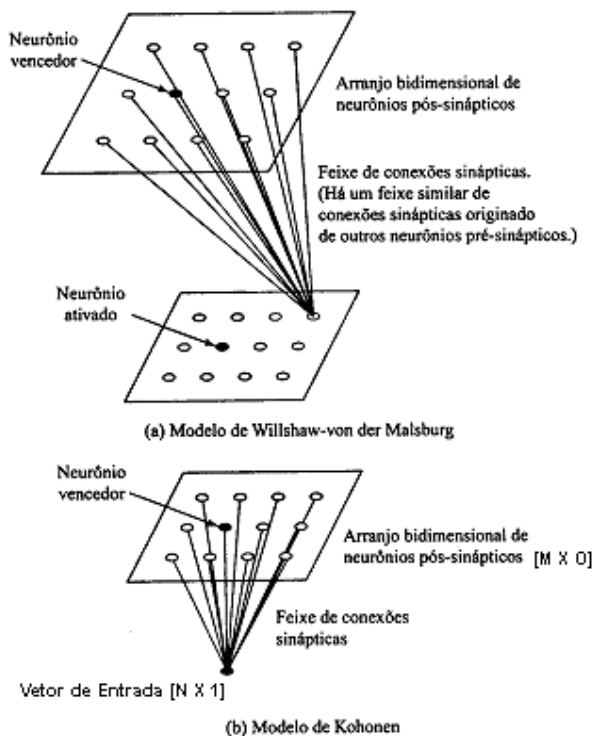 Neurônio
vencedor
Arranjo bidimensional de
neurônios pós-sinápticos
Feixe de conexões sinápticas.
(Há um feixe similar de
conexões sinápticas originado
de outros neurônios pré-sinápticos.)
Neurônio
ativado
(a) Modelo de Willshaw-von der Malsburg
Neurônio
vencedor
Arranjo bidimensional de
neurônios pós-sinápticos [M X O]
Feixe de conexões
sinápticas
Vetor de Entrada [N X 1]
(b) Modelo de Kohonen